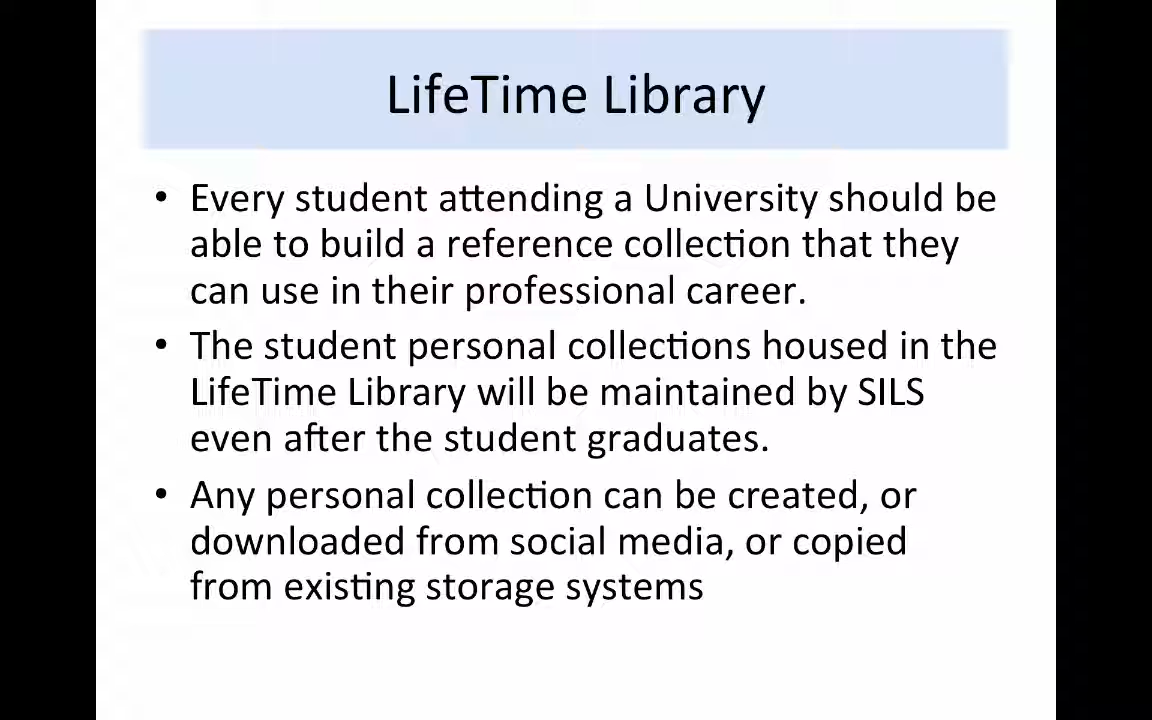 LifeTime Library
• Every student attending a University should be
able to build a reference collection that they
can use in their professional career.
• The student personal collections housed in the
LifeTime Library will be maintained by SILS
even after the student graduates.
• Any personal collection can be created, or
downloaded from social media, or copied
from existing storage systems